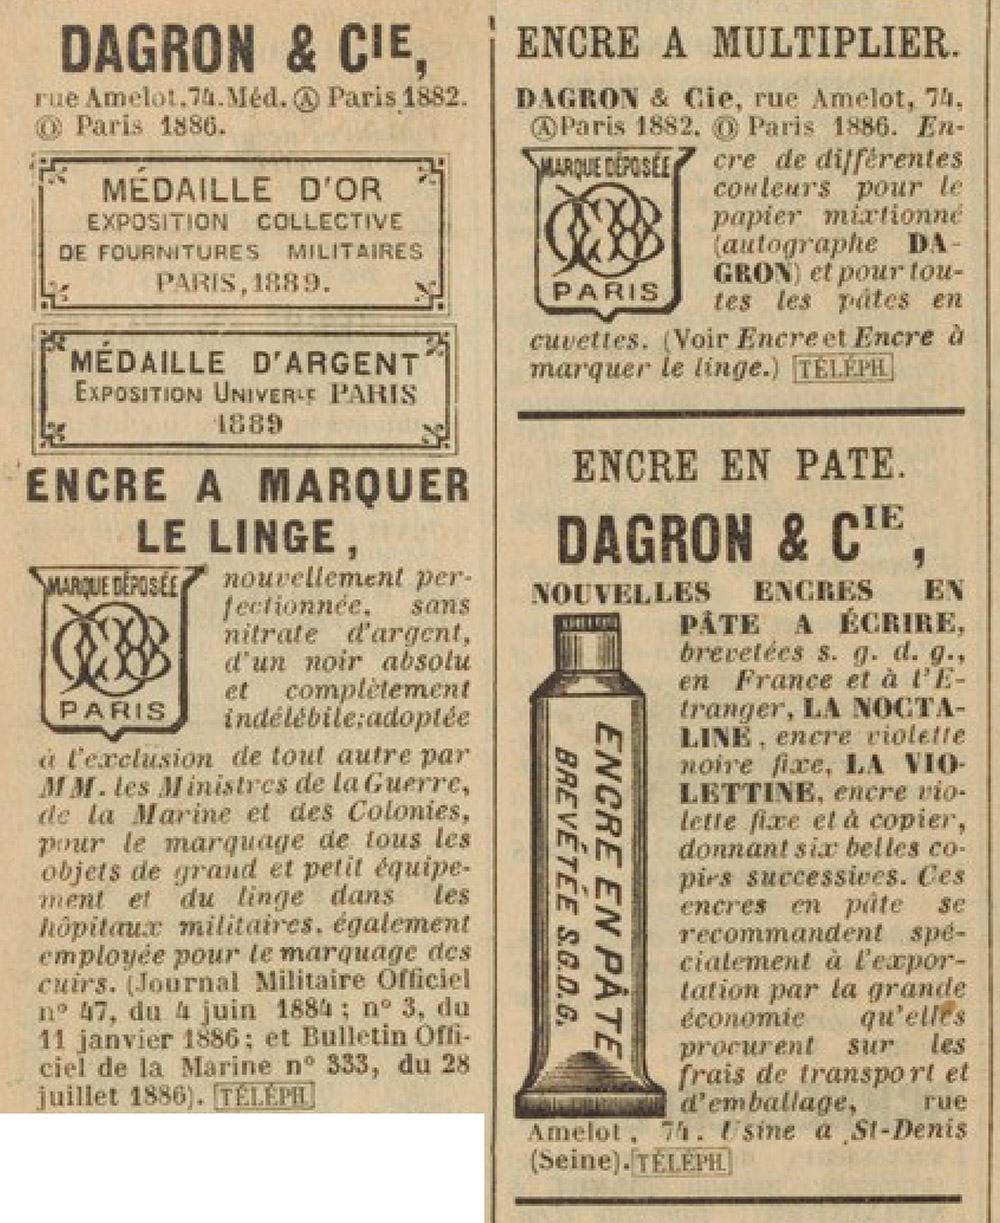 DAGRON & CIE,
rue Amelot, 74. Méd. Ⓐ Paris 1882.
Ⓞ Paris 1886.
MÉDAILLE D'OR
EXPOSITION COLLECTIVE
DE FOURNITURES MILITAIRES
PARIS, 1889.
MÉDAILLE D'ARGENT
EXPOSITION UNIVERLE PARIS
1889
ENCRE A MARQUER
LE LINGE,
MARQUE DÉPOSÉE
PARIS
nouvellement per-
fectionnée, sans
nitrate d'argent,
d'un noir absolu
et complètement
indélébile; adoptée
à l'exclusion de tout autre par
MM. les Ministres de la Guerre,
de la Marine et des Colonies,
pour le marquage de tous les
objets de grand et petit équipe-
ment et du linge dans les
hôpitaux militaires, également
employée pour le marquage des
cuirs. (Journal Militaire Officiel
n° 47, du 4 juin 1884; n° 3, du
11 janvier 1886; et Bulletin Offi-
ciel de la Marine n° 333, du 28
juillet 1886). TÉLÉPH.
ENCRE A MULTIPLIER.
DAGRON & Cie, rue Amelot, 74,
Ⓐ Paris 1882, Ⓞ Paris 1886. En-
MARQUE DÉPOSÉE
PARIS
cre de différentes
couleurs pour le
papier mixtionné
(autographe DA-
GRON) et pour tou-
tes les pâtes en
cuvettes. (Voir Encre et Encre à
marquer le linge.) TÉLÉPH.
ENCRE EN PATE.
DAGRON & CIE,
NOUVELLES ENCRES EN
PÂTE A ÉCRIRE,
brevetées s. g. d. g.,
en France et à l'E-
tranger, LA NOCTA-
LINE, encre violette
noire fixe, LA VIO-
LETTINE, encre vio-
lette fixe et à copier,
donnant six belles co-
pies successives. Ces
encres en pâte se
recommandent spé-
cialement à l'expor-
tation par la grande
économie qu'elles
procurent sur les
frais de transport et
d'emballage, rue
Amelot, 74. Usine a St-Denis
(Seine). TÉLÉPH.
ENCRE EN PÂTE
BREVÉTÉE S.G.D.G.